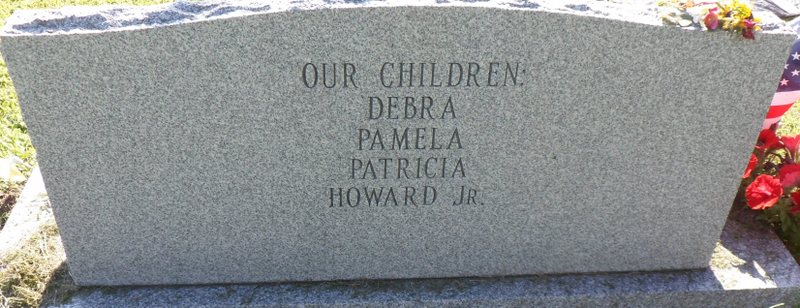 OUR CHILDREN:
DEBRA
PAMELA
PATRICIA
HOWARD JR.